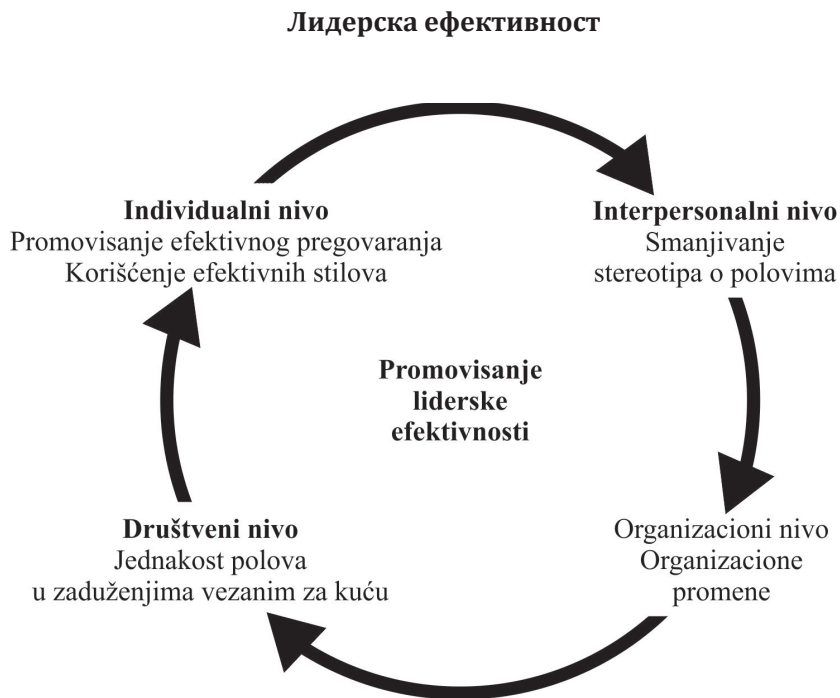 Лидерска ефективност
Individualni nivo
Promovisanje efektivnog pregovaranja
Korišćenje efektivnih stilova
Interpersonalni nivo
Smanjivanje
stereotipa o polovima
Promovisanje
liderske
efektivnosti
Društveni nivo
Jednakost polova
u zaduženjima vezanim za kuću
Organizacioni nivo
Organizacione
promene